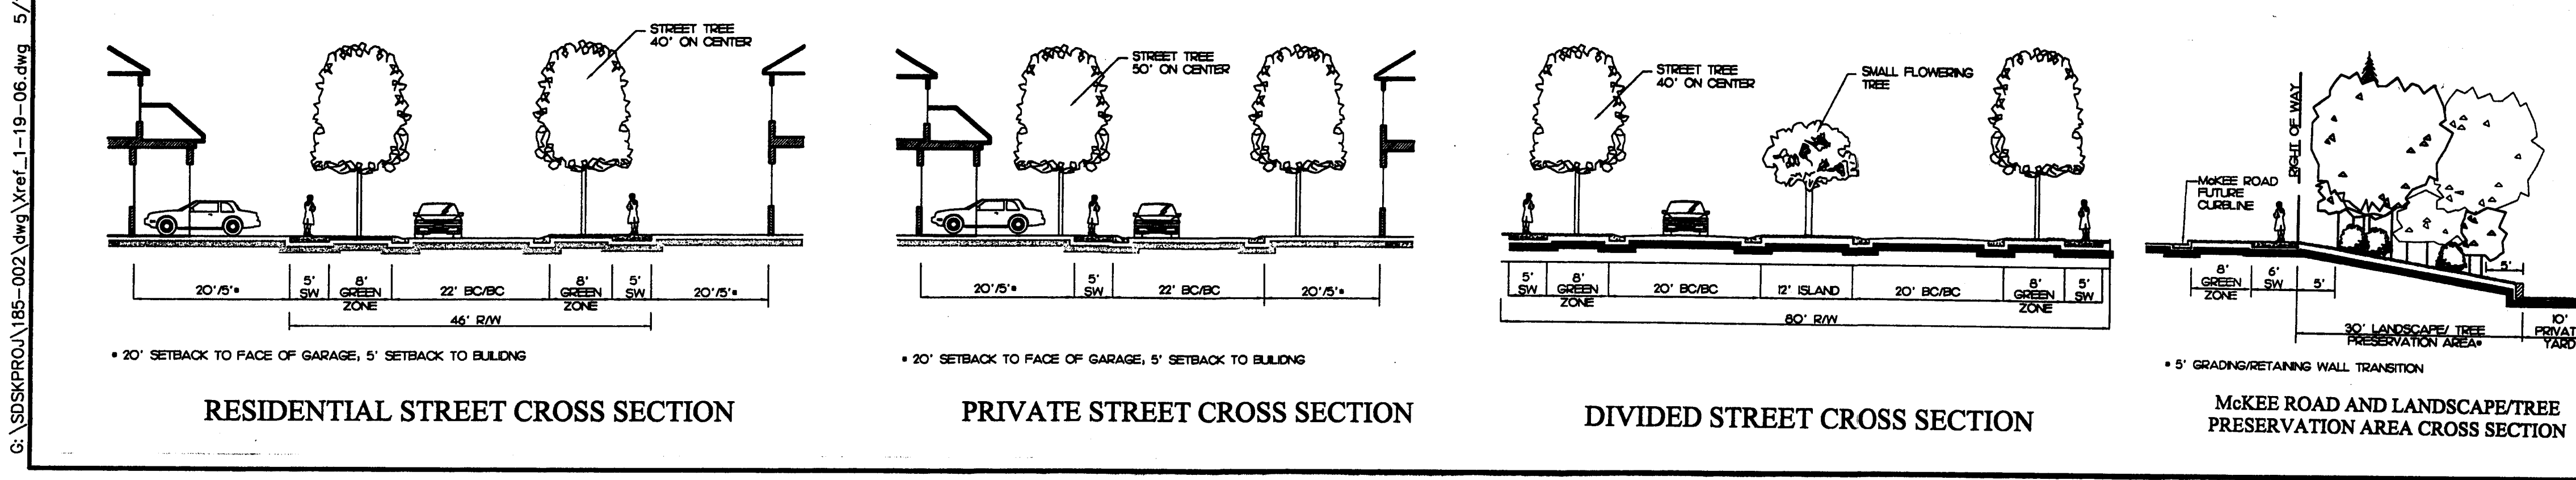 G:\SDSKPROJ\185-002\dwg\Xref_1-19-06.dwg 5/
STREET TREE
40' ON CENTER
20'/5'*
5'
SW
8'
GREEN
ZONE
22' BC/BC
8'
GREEN
ZONE
5'
SW
20'/5'*
46' R/W
* 20' SETBACK TO FACE OF GARAGE, 5' SETBACK TO BUILIDNG
RESIDENTIAL STREET CROSS SECTION
STREET TREE
50' ON CENTER
20'/5'*
5'
SW
22' BC/BC
20'/5'*
* 20' SETBACK TO FACE OF GARAGE, 5' SETBACK TO BUILIDNG
PRIVATE STREET CROSS SECTION
STREET TREE
40' ON CENTER
SMALL FLOWERING
TREE
5'
SW
8'
GREEN
ZONE
20' BC/BC
12' ISLAND
20' BC/BC
8'
GREEN
ZONE
5'
SW
80' R/W
DIVIDED STREET CROSS SECTION
RIGHT OF WAY
McKEE ROAD
FUTURE
CURBLINE
8'
GREEN
ZONE
6'
SW
5'
5'
30' LANDSCAPE/ TREE
PRESERVATION AREA*
10'
PRIVAT
YARD
* 5' GRADING/RETAINING WALL TRANSITION
McKEE ROAD AND LANDSCAPE/TREE
PRESERVATION AREA CROSS SECTION